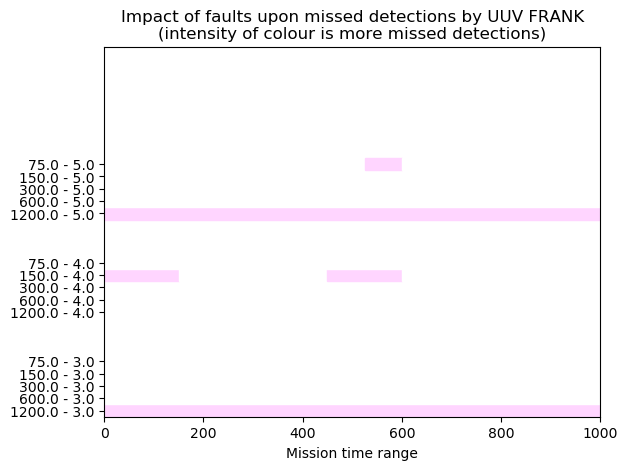 Impact of faults upon missed detections by UUV FRANK
(intensity of colour is more missed detections)
75.0 - 5.0
150.0 - 5.0
300.0 - 5.0
600.0 - 5.0
1200.0 - 5.0
75.0 - 4.0
150.0 - 4.0
300.0 - 4.0
600.0 - 4.0
1200.0 - 4.0
75.0 - 3.0
150.0 - 3.0
300.0 - 3.0
600.0 - 3.0
1200.0 - 3.0
0 200 400 600 800 1000
Mission time range